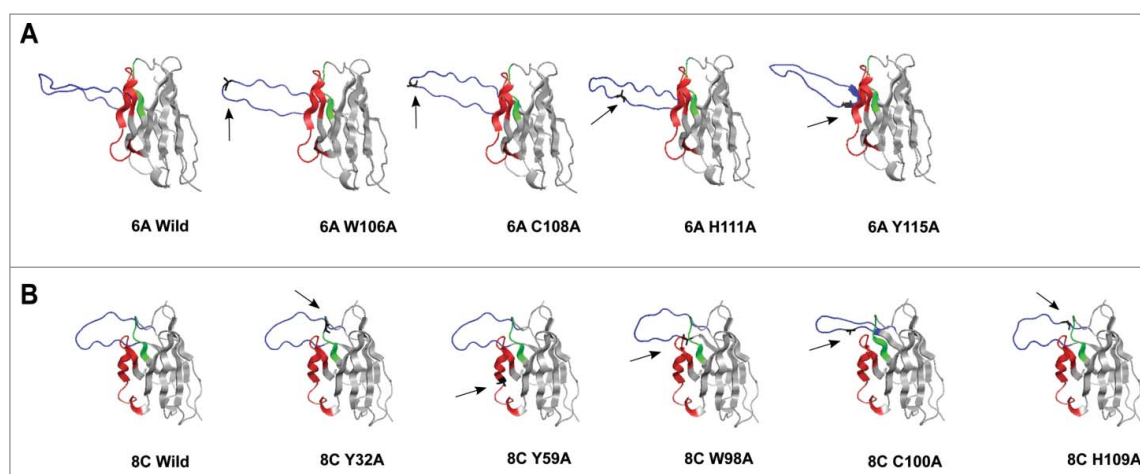 A
6A Wild 6A W106A 6A C108A 6A H111A 6A Y115A
B
8C Wild 8C Y32A 8C Y59A 8C W98A 8C C100A 8C H109A